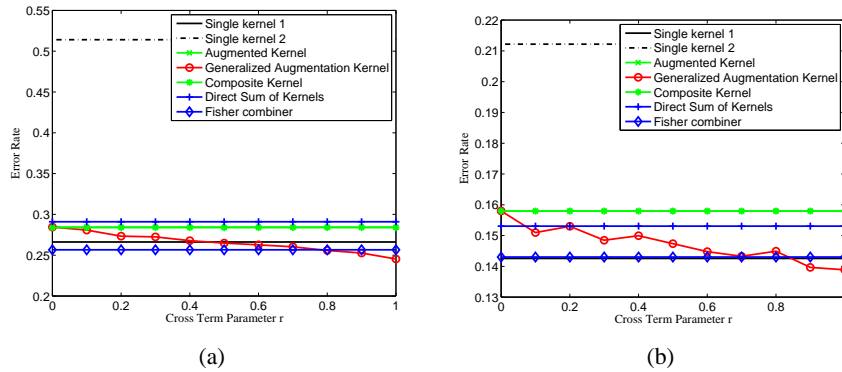 0.55
0.5
0.45
0.4
0.35
0.3
0.25
0.2
Error Rate
0
0.2
0.4
0.6
0.8
1
Cross Term Parameter r
Single kernel 1
Single kernel 2
Augmented Kernel
Generalized Augmentation Kernel
Composite Kernel
Direct Sum of Kernels
Fisher combiner
(a)
0.22
0.21
0.2
0.19
0.18
0.17
0.16
0.15
0.14
0.13
Error Rate
0
0.2
0.4
0.6
0.8
Cross Term Parameter r
Single kernel 1
Single kernel 2
Augmented Kernel
Generalized Augmentation Kernel
Composite Kernel
Direct Sum of Kernels
Fisher combiner
(b)